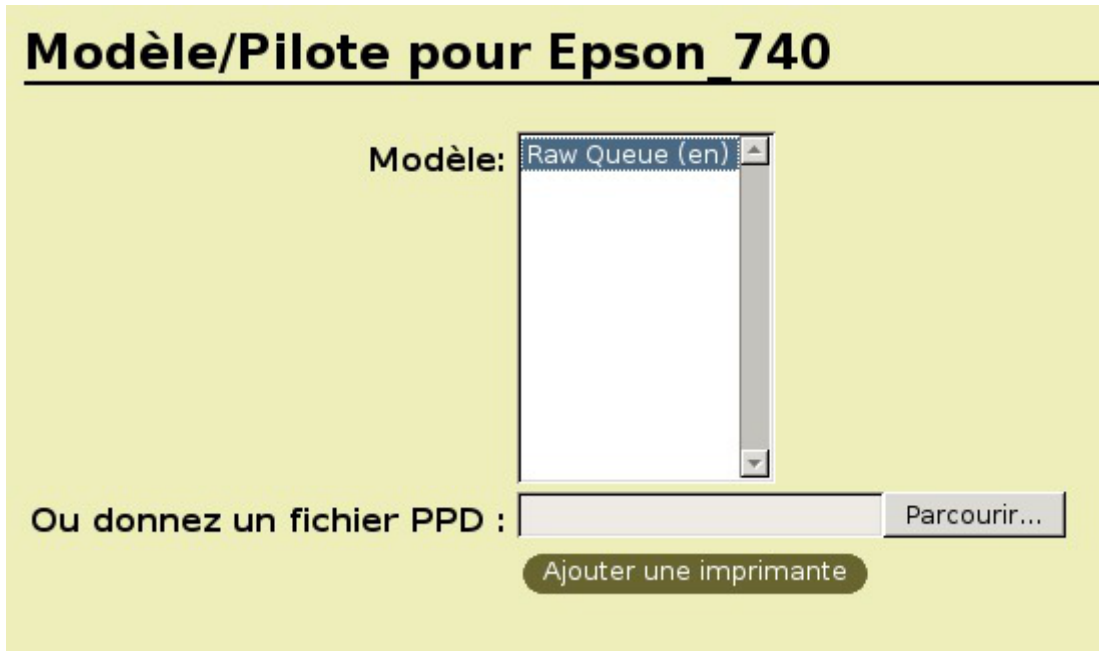 Modèle/Pilote pour Epson_740
Modèle: Raw Queue (en)
Ou donnez un fichier PPD : Parcourir...
Ajouter une imprimante